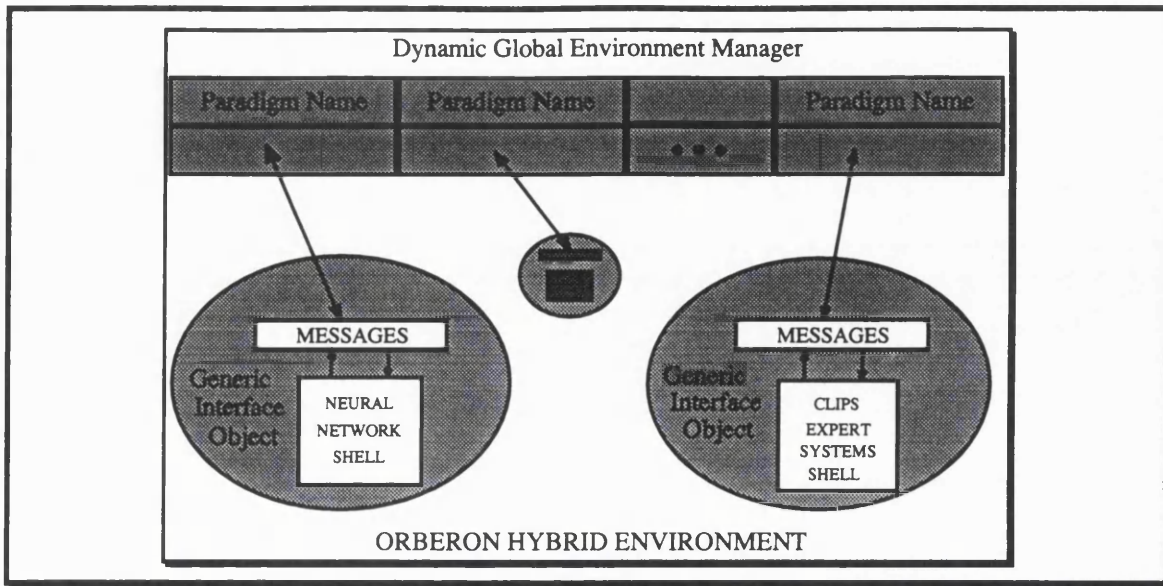 Dynamic Global Environment Manager
Paradigm Name
Paradigm Name
Paradigm Name
MESSAGES
Generic
Interface
Object
NEURAL
NETWORK
SHELL
MESSAGES
Generic
Interface
Object
CLIPS
EXPERT
SYSTEMS
SHELL
ORBERON HYBRID ENVIRONMENT